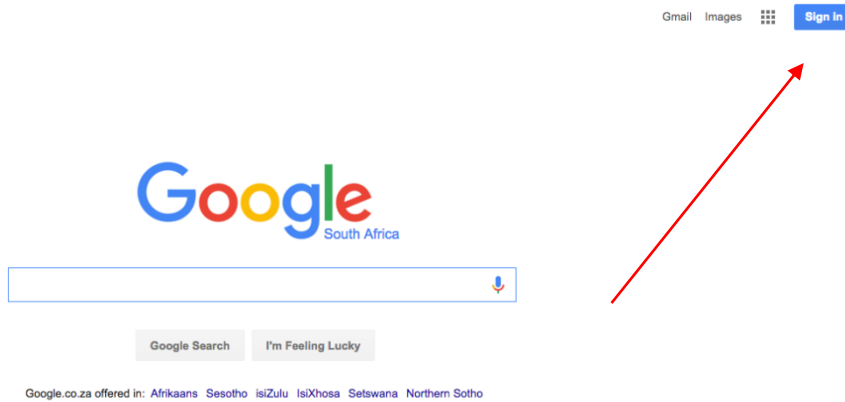 Gmail Images Sign in
Google
South Africa
Google Search I'm Feeling Lucky
Google.co.za offered in: Afrikaans Sesotho isiZulu IsiXhosa Setswana Northern Sotho